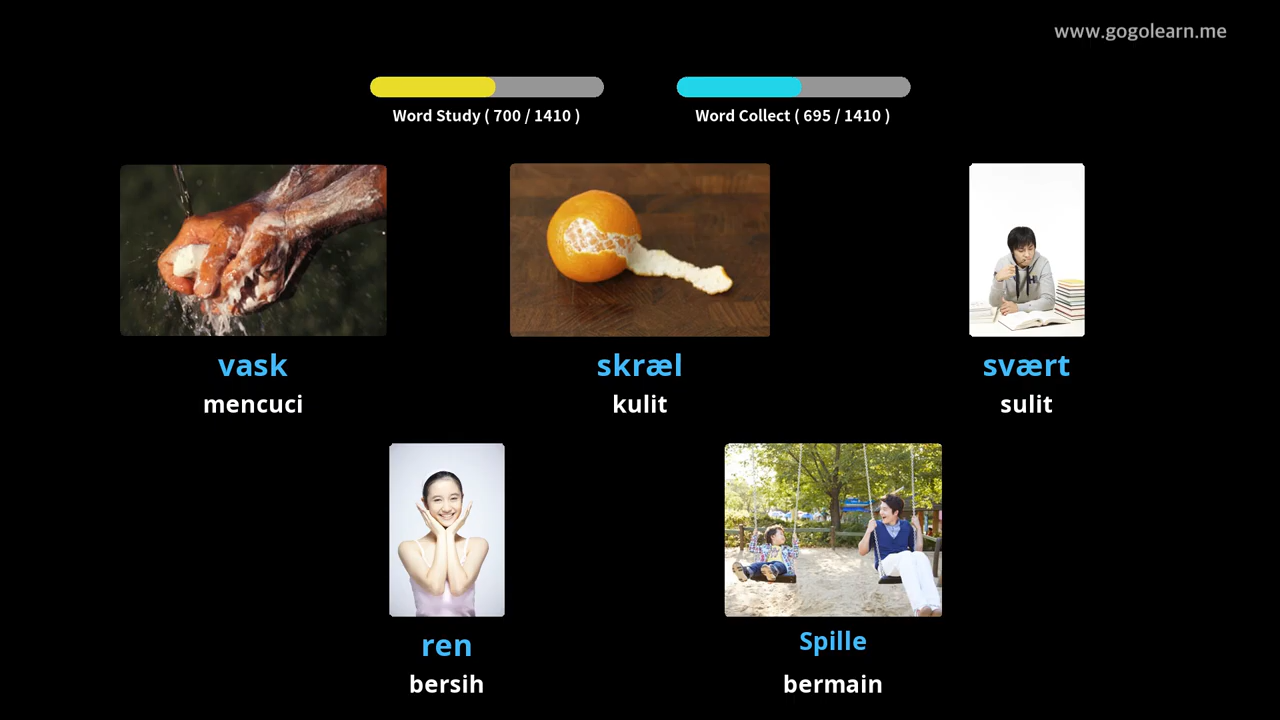 www.gogolearn.me
Word Study ( 700 / 1410 )
Word Collect ( 695 / 1410 )
vask
mencuci
skræl
kulit
svært
sulit
ren
bersih
Spille
bermain